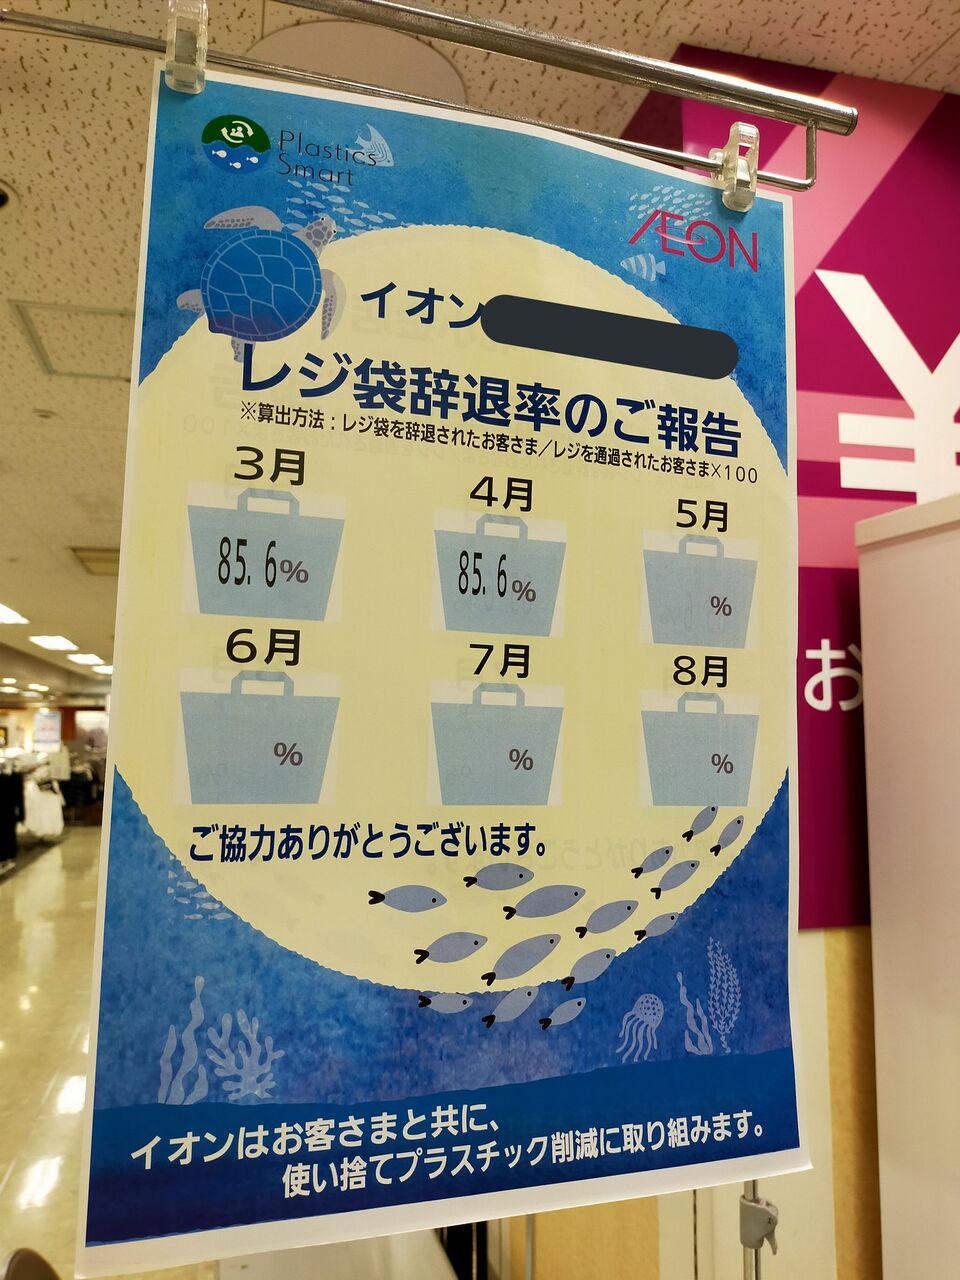 Plastics
Smart
ÆON
イオン
レジ袋辞退率のご報告
※算出方法：レジ袋を辞退されたお客さま／レジを通過されたお客さま×100
3月
4月
5月
85.6%
85.6%
%
6月
7月
8月
%
%
%
ご協力ありがとうございます。
イオンはお客さまと共に、
使い捨てプラスチック削減に取り組みます。
¥
お